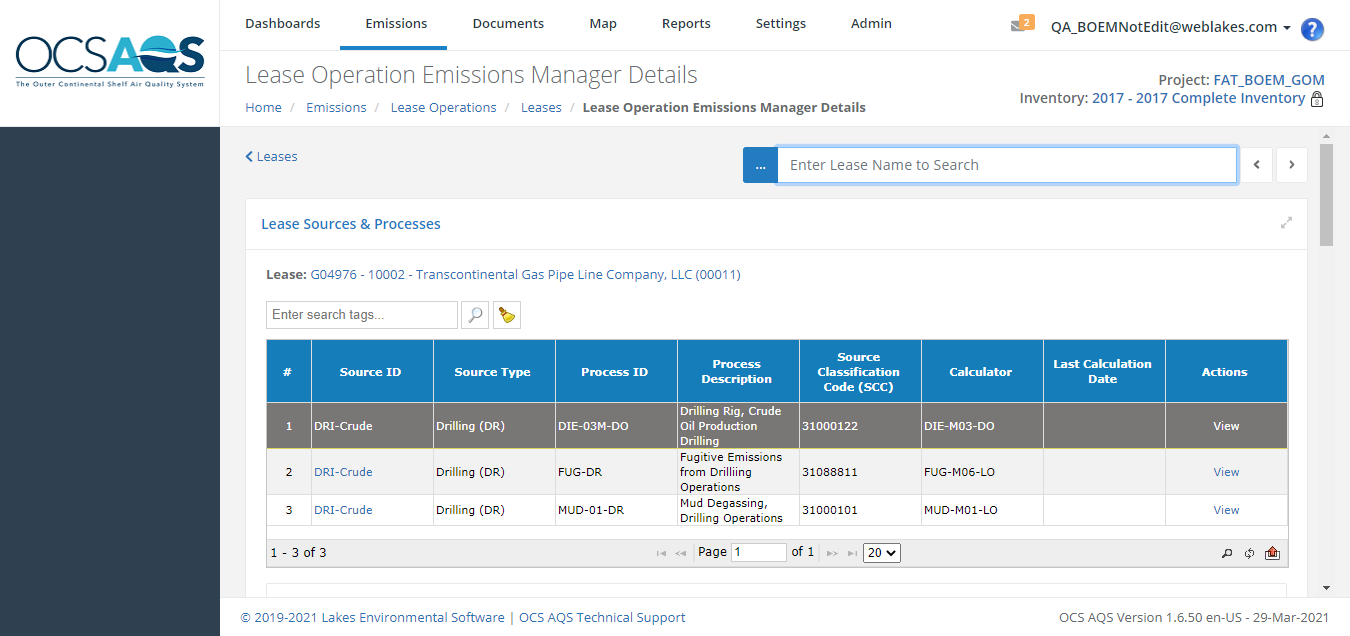 OCSAQS
The Outer Continental Shelf Air Quality System
Dashboards Emissions Documents Map Reports Settings Admin
2 QA_BOEMNotEdit@weblakes.com ?
Lease Operation Emissions Manager Details
Home / Emissions / Lease Operations / Leases / Lease Operation Emissions Manager Details
Project: FAT_BOEM_GOM
Inventory: 2017 - 2017 Complete Inventory
Leases
... Enter Lease Name to Search
Lease Sources & Processes
Lease: G04976 - 10002 - Transcontinental Gas Pipe Line Company, LLC (00011)
Enter search tags...
# Source ID Source Type Process ID Process Description Source Classification Code (SCC) Calculator Last Calculation Date Actions
1 DRI-Crude Drilling (DR) DIE-03M-DO Drilling Rig, Crude Oil Production Drilling 31000122 DIE-M03-DO View
2 DRI-Crude Drilling (DR) FUG-DR Fugitive Emissions from Drilliing Operations 31088811 FUG-M06-LO View
3 DRI-Crude Drilling (DR) MUD-01-DR Mud Degassing, Drilling Operations 31000101 MUD-M01-LO View
1 - 3 of 3 Page 1 of 1 20
© 2019-2021 Lakes Environmental Software | OCS AQS Technical Support
OCS AQS Version 1.6.50 en-US - 29-Mar-2021